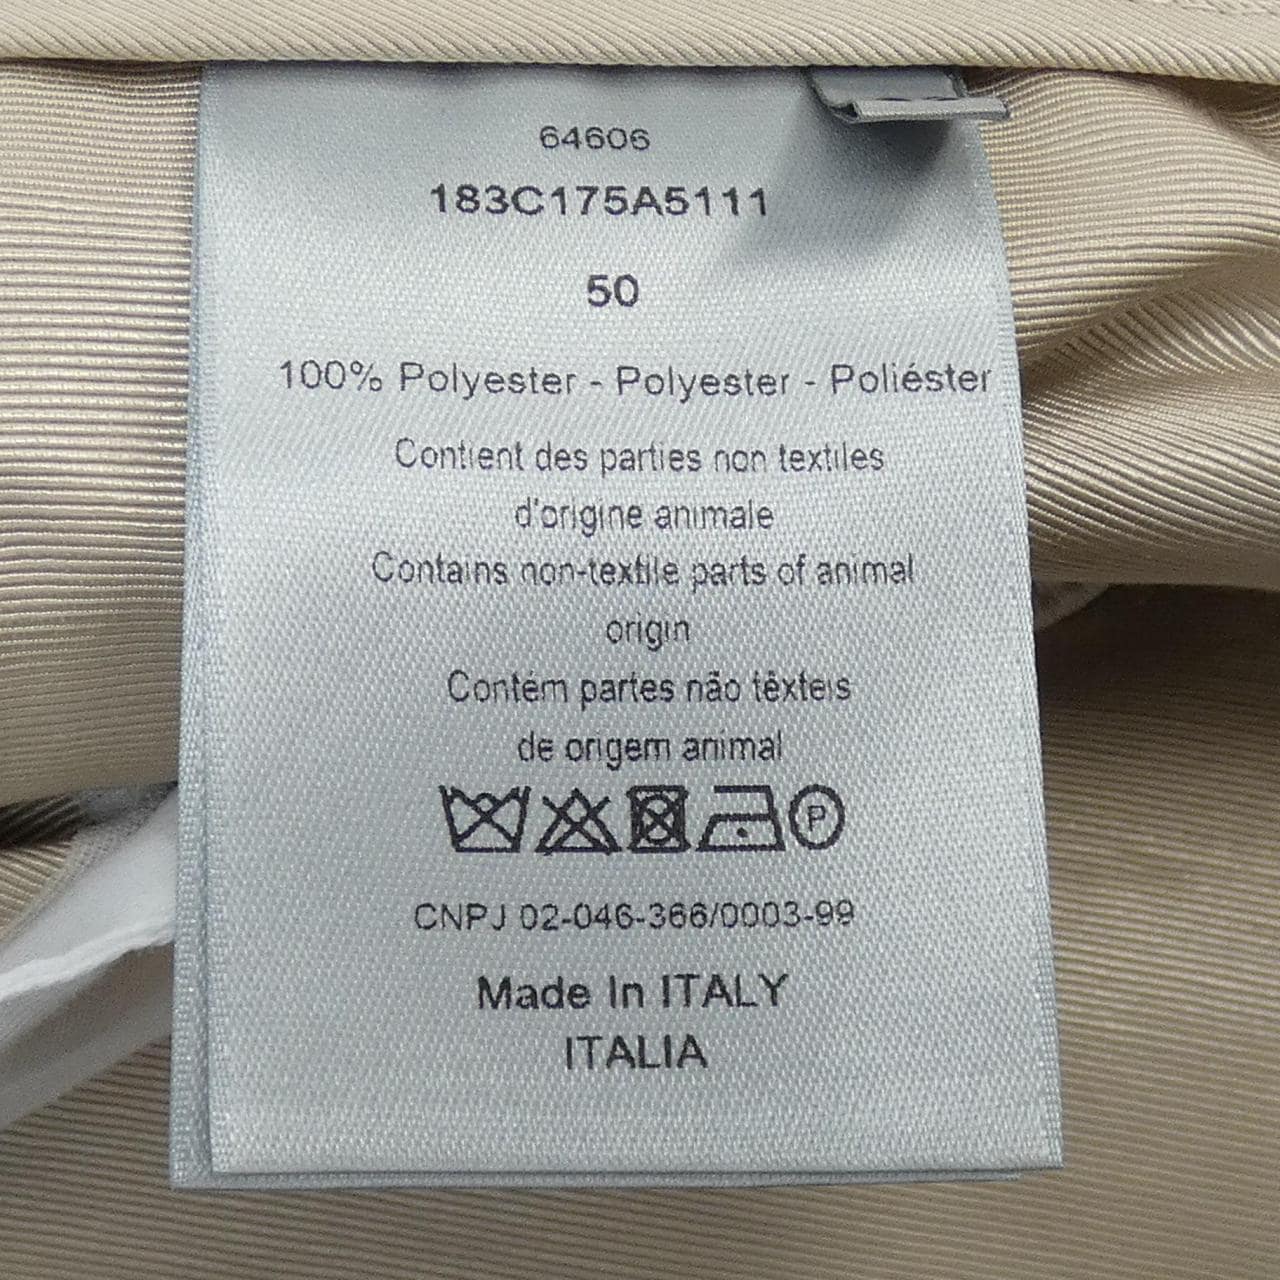 64606
183C175A5111
50
100% Polyester - Polyester - Poliéster
Contient des parties non textiles
d'origine animale
Contains non-textile parts of animal
origin
Contém partes não têxteis
de origem animal
P
CNPJ 02-046-366/0003-99
Made In ITALY
ITALIA